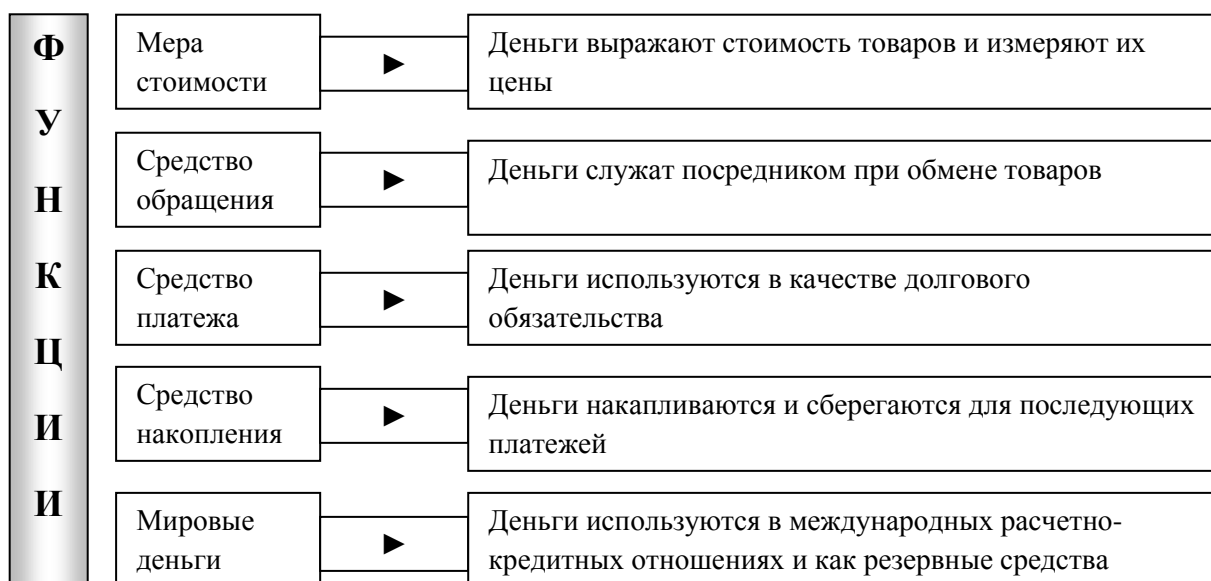 ФУНКЦИИ
Мера
стоимости
Деньги выражают стоимость товаров и измеряют их
цены
Средство
обращения
Деньги служат посредником при обмене товаров
Средство
платежа
Деньги используются в качестве долгового
обязательства
Средство
накопления
Деньги накапливаются и сберегаются для последующих
платежей
Мировые
деньги
Деньги используются в международных расчетно-
кредитных отношениях и как резервные средства